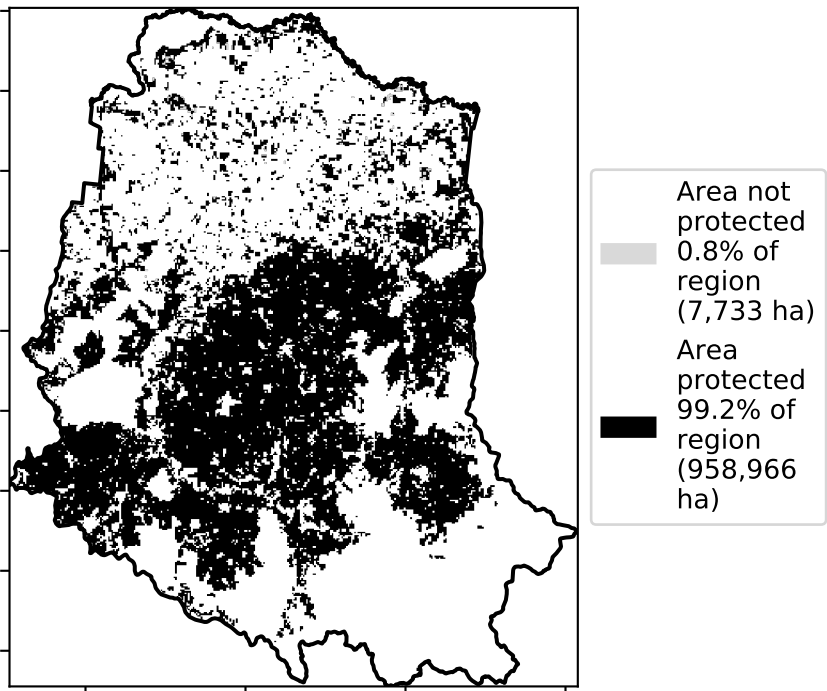 Area not
protected
0.8% of
region
(7,733 ha)
Area
protected
99.2% of
region
(958,966
ha)